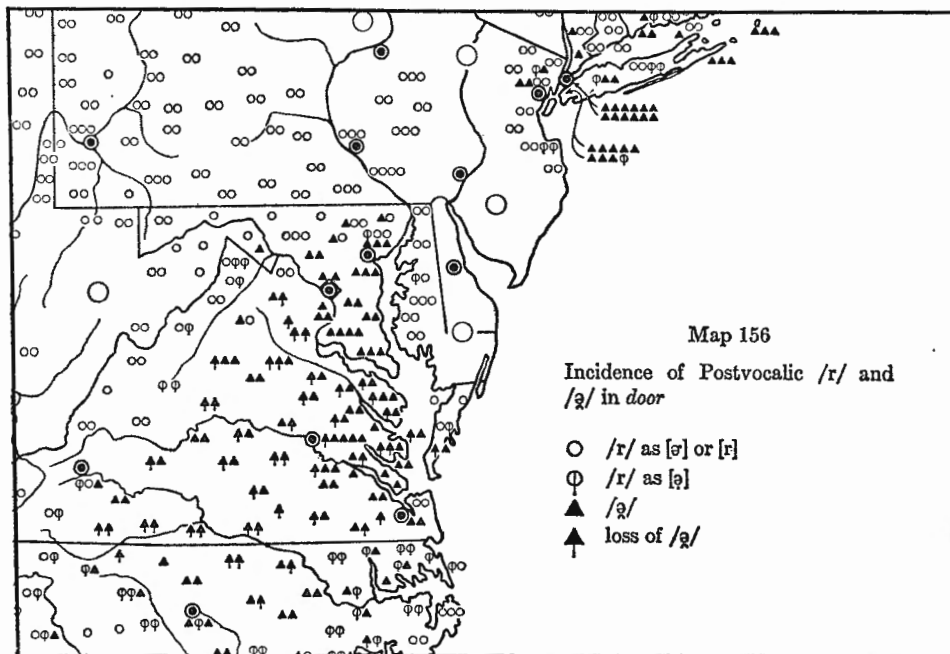 Map 156
Incidence of Postvocalic /r/ and
/ə̯/ in door
/r/ as [ɚ] or [r]
/r/ as [ə̣]
/ə̯/
loss of /ə̯/